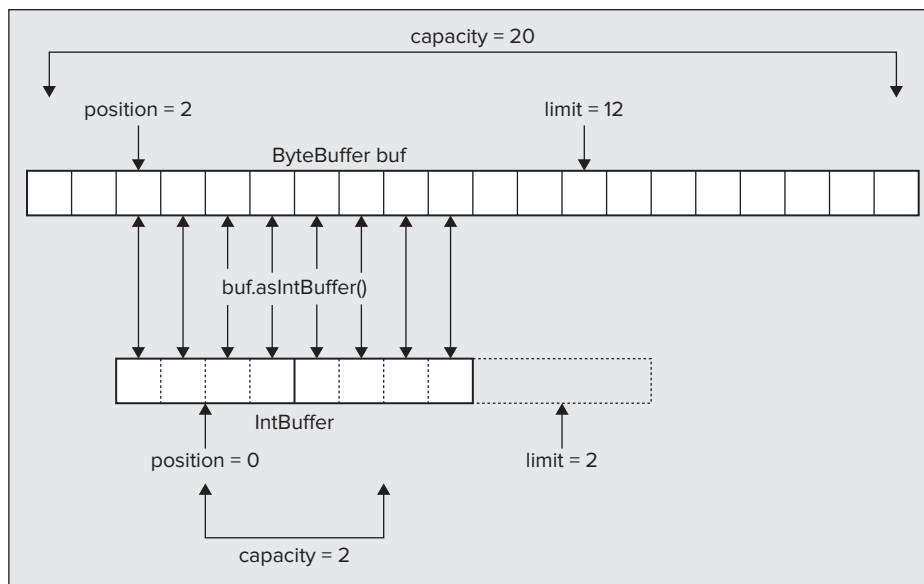 capacity = 20
position = 2
limit = 12
ByteBuffer buf
buf.asIntBuffer()
IntBuffer
position = 0
limit = 2
capacity = 2